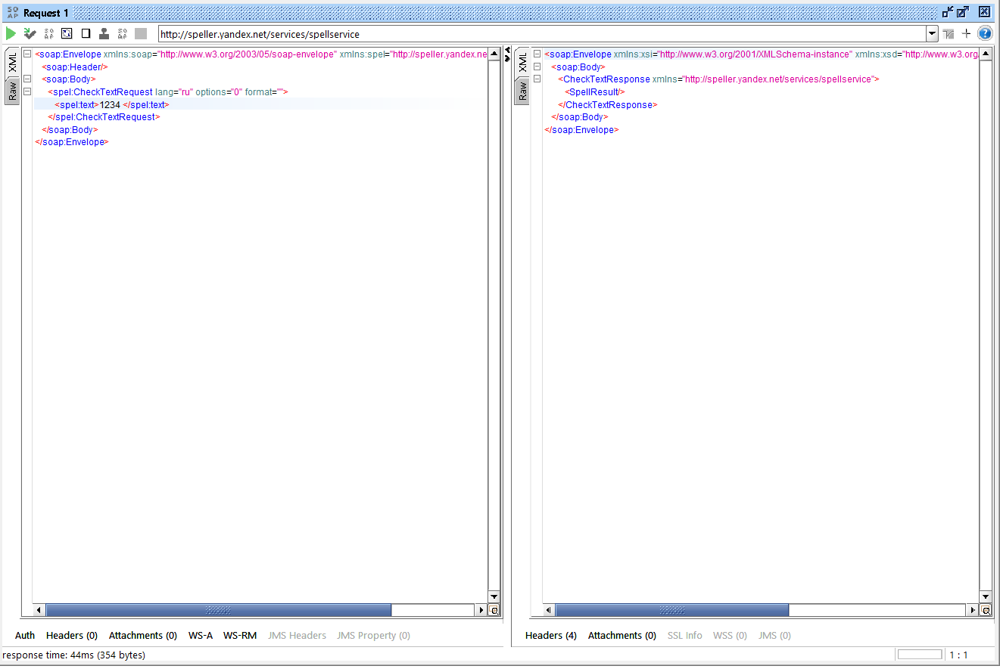 SO
AP
Request 1
http://speller.yandex.net/services/spellservice
XML
Raw
<soap:Envelope xmlns:soap="http://www.w3.org/2003/05/soap-envelope" xmlns:spel="http://speller.yandex.ne
<soap:Header/>
<soap:Body>
<spel:CheckTextRequest lang="ru" options="0" format="">
<spel:text>1234 </spel:text>
</spel:CheckTextRequest>
</soap:Body>
</soap:Envelope>
XML
Raw
<soap:Envelope xmlns:xsi="http://www.w3.org/2001/XMLSchema-instance" xmlns:xsd="http://www.w3.org/
<soap:Body>
<CheckTextResponse xmlns="http://speller.yandex.net/services/spellservice">
<SpellResult/>
</CheckTextResponse>
</soap:Body>
</soap:Envelope>
Auth Headers (0) Attachments (0) WS-A WS-RM JMS Headers JMS Property (0)
Headers (4) Attachments (0) SSL Info WSS (0) JMS (0)
response time: 44ms (354 bytes)
1 : 1